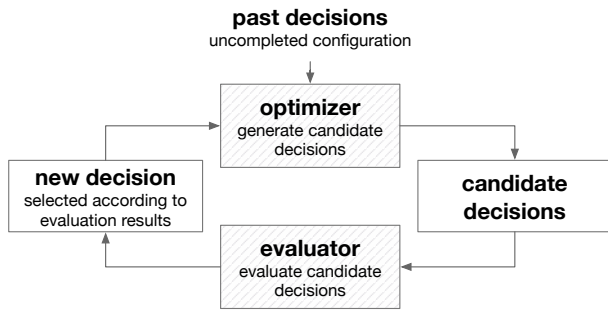 past decisions
uncompleted configuration
optimizer
generate candidate
decisions
new decision
selected according to
evaluation results
candidate
decisions
evaluator
evaluate candidate
decisions